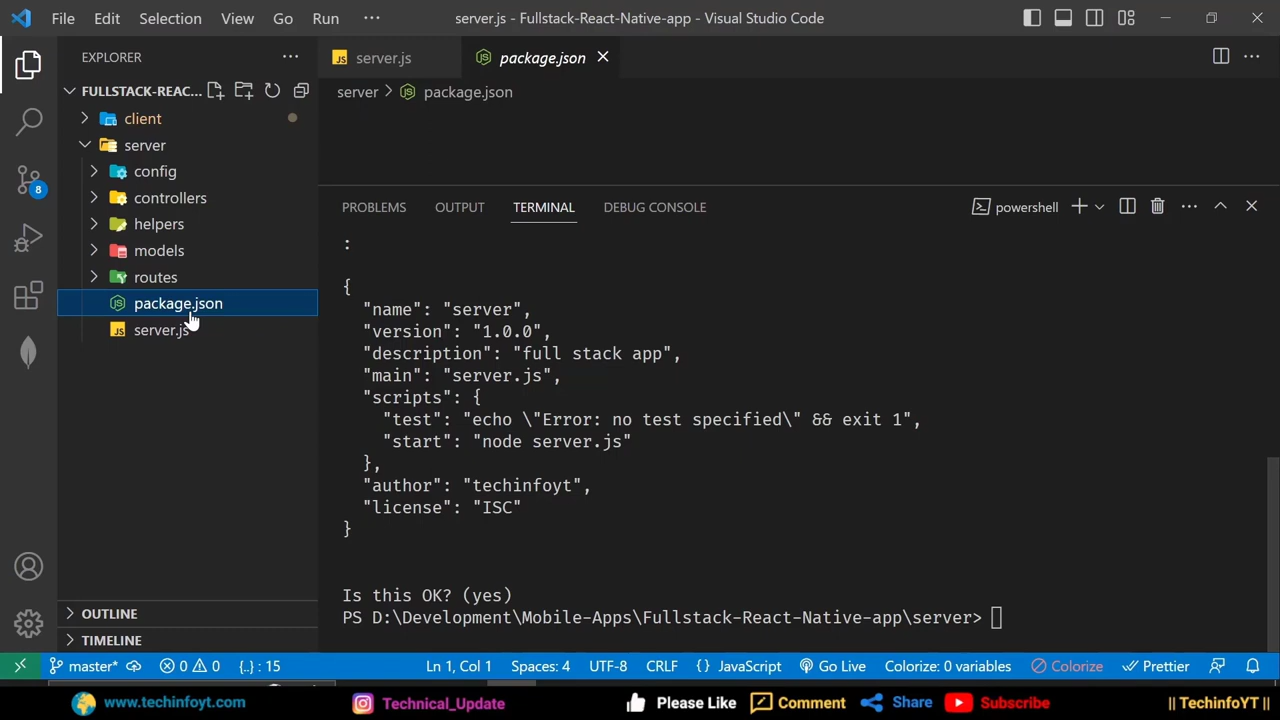 File Edit Selection View Go Run ··· server.js - Fullstack-React-Native-app - Visual Studio Code
EXPLORER ···
server.js
package.json
FULLSTACK-REAC...
server > package.json
client
server
config
controllers
helpers
models
routes
package.json
server.js
PROBLEMS OUTPUT TERMINAL DEBUG CONSOLE powershell
:
{
"name": "server",
"version": "1.0.0",
"description": "full stack app",
"main": "server.js",
"scripts": {
"test": "echo \"Error: no test specified\" && exit 1",
"start": "node server.js"
},
"author": "techinfoyt",
"license": "ISC"
}
Is this OK? (yes)
PS D:\Development\Mobile-Apps\Fullstack-React-Native-app\server>
8
OUTLINE
TIMELINE
master* 0 0 {..} : 15 Ln 1, Col 1 Spaces: 4 UTF-8 CRLF {} JavaScript Go Live Colorize: 0 variables Colorize Prettier
www.techinfoyt.com Technical_Update Please Like Comment Share Subscribe || TechinfoYT ||